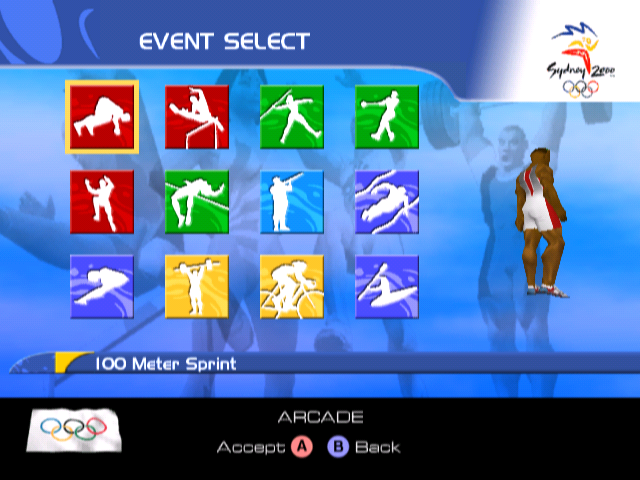 EVENT SELECT
Sydney 2000
100 Meter Sprint
ARCADE
Accept A B Back